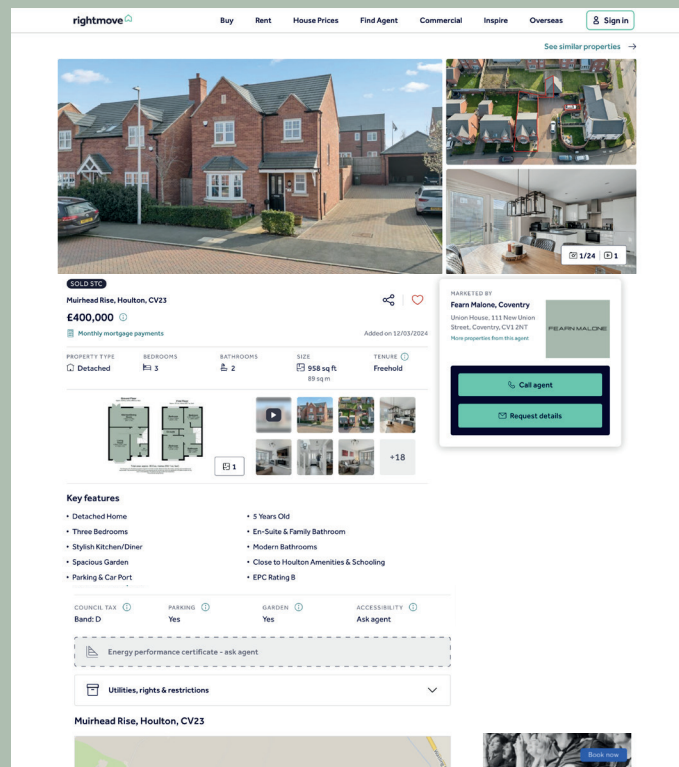 rightmove
Buy Rent House Prices Find Agent Commercial Inspire Overseas Sign in
See similar properties →
1/24 1
SOLD STC
Muirhead Rise, Houlton, CV23
£400,000
Monthly mortgage payments
Added on 12/03/2024
MARKETED BY
Fearn Malone, Coventry
Union House, 111 New Union
Street, Coventry, CV1 2NT
More properties from this agent
FEARN MALONE
Call agent
Request details
PROPERTY TYPE BEDROOMS BATHROOMS SIZE TENURE
Detached 3 2 958 sq ft Freehold
89 sq m
1
+18
Key features
• Detached Home
• Three Bedrooms
• Stylish Kitchen/Diner
• Spacious Garden
• Parking & Car Port
• 5 Years Old
• En-Suite & Family Bathroom
• Modern Bathrooms
• Close to Houlton Amenities & Schooling
• EPC Rating B
COUNCIL TAX PARKING GARDEN ACCESSIBILITY
Band: D Yes Yes Ask agent
Energy performance certificate - ask agent
Utilities, rights & restrictions
Muirhead Rise, Houlton, CV23
Book now